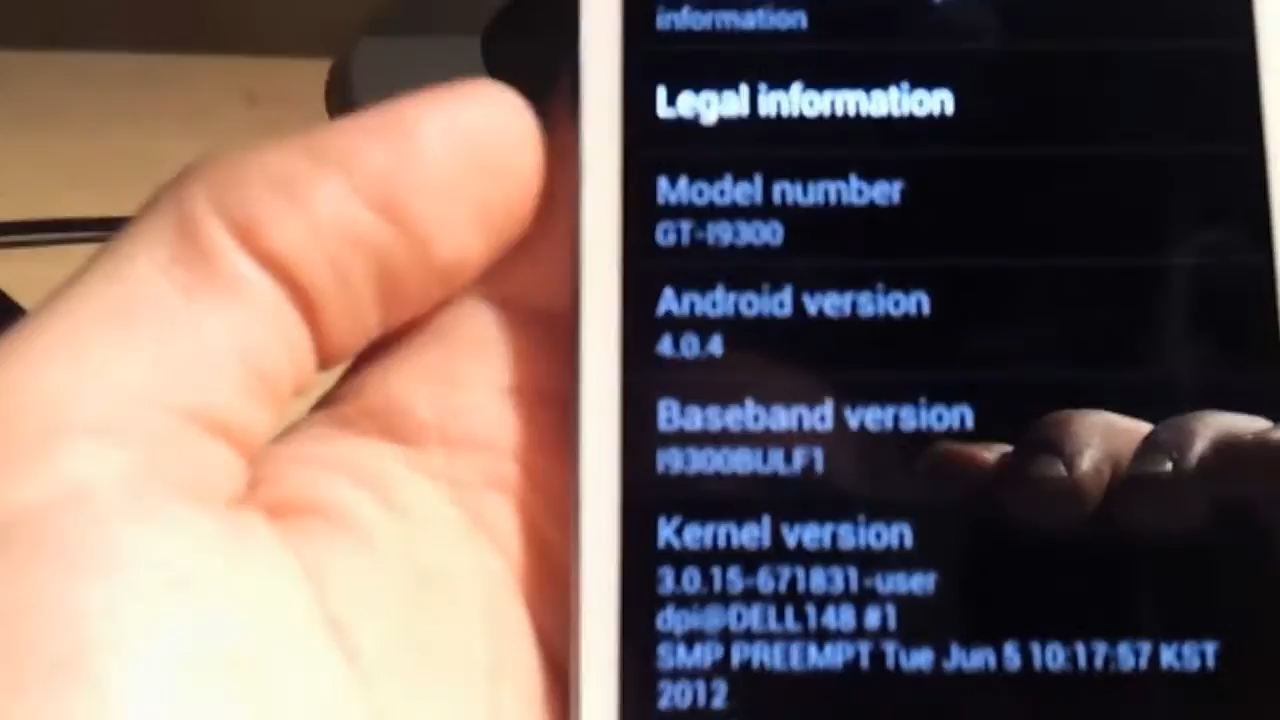 information
Legal information
Model number
GT-I9300
Android version
4.0.4
Baseband version
I9300BULF1
Kernel version
3.0.15-671831-user
dpi@DELL148 #1
SMP PREEMPT Tue Jun 5 10:17:57 KST
2012